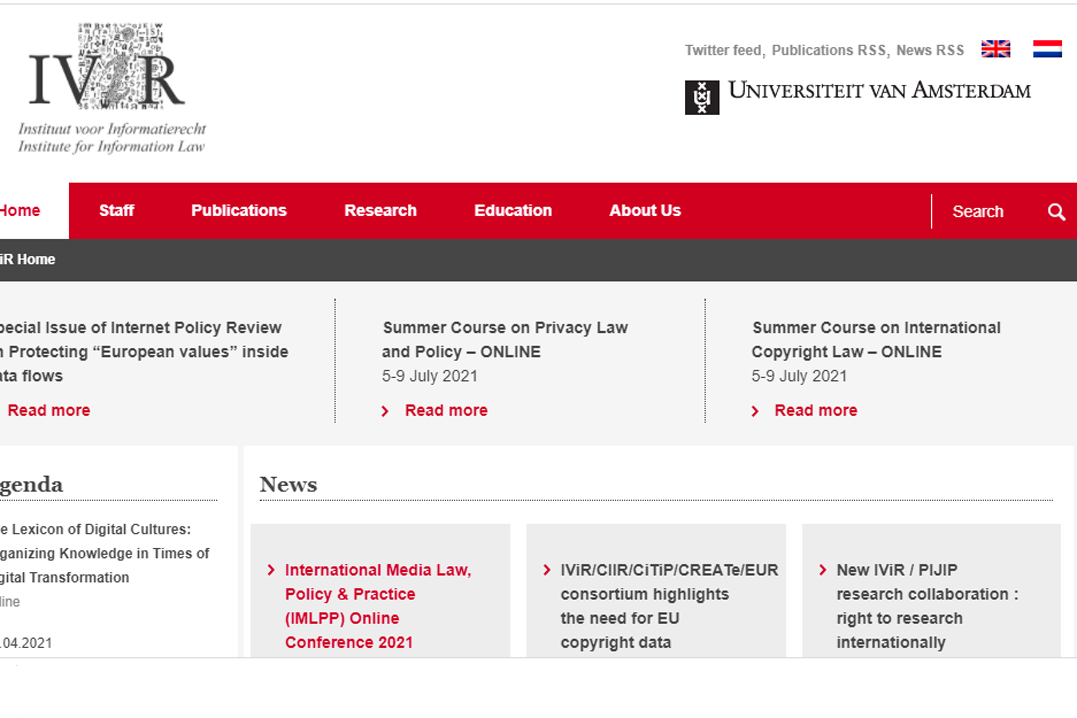 IViR
Instituut voor Informatierecht
Institute for Information Law
Twitter feed, Publications RSS, News RSS
UNIVERSITEIT VAN AMSTERDAM
Home
Staff
Publications
Research
Education
About Us
Search
iR Home
pecial Issue of Internet Policy Review
n Protecting “European values” inside
ata flows
Read more
Summer Course on Privacy Law
and Policy – ONLINE
5-9 July 2021
Read more
Summer Course on International
Copyright Law – ONLINE
5-9 July 2021
Read more
genda
e Lexicon of Digital Cultures:
ganizing Knowledge in Times of
gital Transformation
line
.04.2021
News
International Media Law,
Policy & Practice
(IMLPP) Online
Conference 2021
IViR/CIIR/CiTiP/CREATe/EUR
consortium highlights
the need for EU
copyright data
New IViR / PIJIP
research collaboration :
right to research
internationally